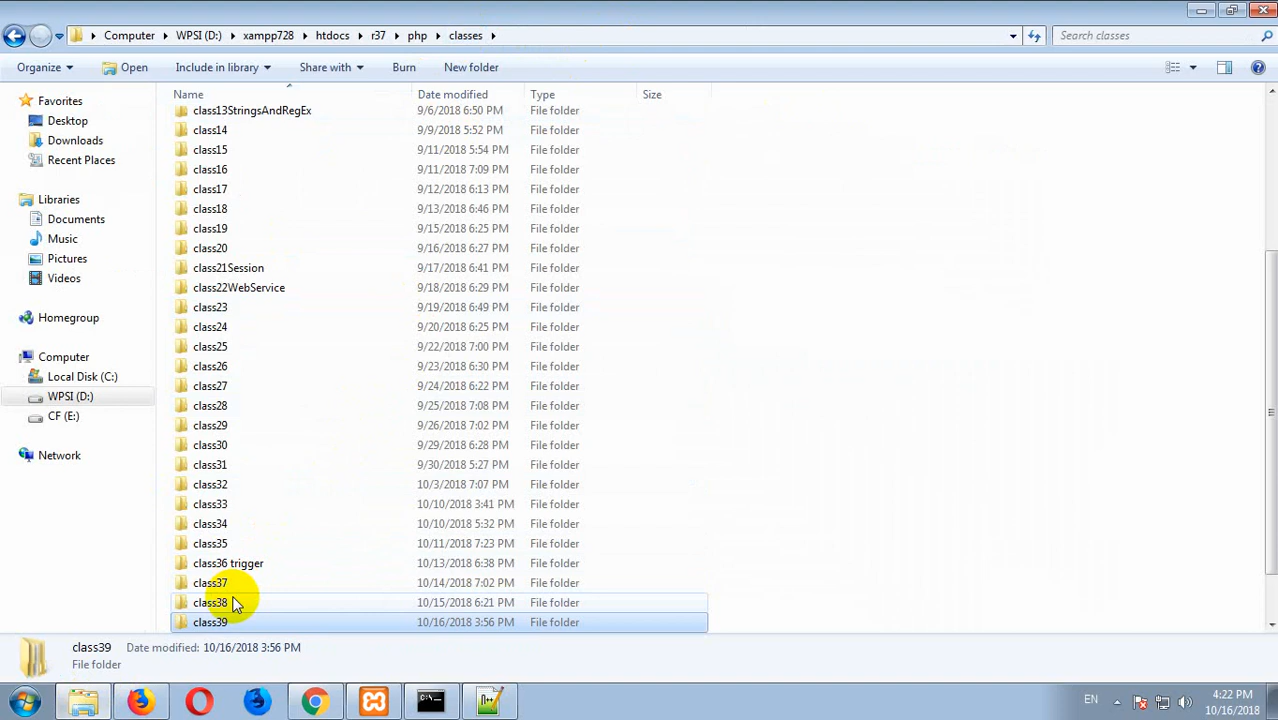 Computer WPSI (D:) xampp728 htdocs r37 php classes Search classes
Organize Open Include in library Share with Burn New folder
Name Date modified Type Size
Favorites
Desktop
Downloads
Recent Places
Libraries
Documents
Music
Pictures
Videos
Homegroup
Computer
Local Disk (C:)
WPSI (D:)
CF (E:)
Network
class13StringsAndRegEx 9/6/2018 6:50 PM File folder
class14 9/9/2018 5:52 PM File folder
class15 9/11/2018 5:54 PM File folder
class16 9/11/2018 7:09 PM File folder
class17 9/12/2018 6:13 PM File folder
class18 9/13/2018 6:46 PM File folder
class19 9/15/2018 6:25 PM File folder
class20 9/16/2018 6:27 PM File folder
class21Session 9/17/2018 6:41 PM File folder
class22WebService 9/18/2018 6:29 PM File folder
class23 9/19/2018 6:49 PM File folder
class24 9/20/2018 6:25 PM File folder
class25 9/22/2018 7:00 PM File folder
class26 9/23/2018 6:30 PM File folder
class27 9/24/2018 6:22 PM File folder
class28 9/25/2018 7:08 PM File folder
class29 9/26/2018 7:02 PM File folder
class30 9/29/2018 6:28 PM File folder
class31 9/30/2018 5:27 PM File folder
class32 10/3/2018 7:07 PM File folder
class33 10/10/2018 3:41 PM File folder
class34 10/10/2018 5:32 PM File folder
class35 10/11/2018 7:23 PM File folder
class36 trigger 10/13/2018 6:38 PM File folder
class37 10/14/2018 7:02 PM File folder
class38 10/15/2018 6:21 PM File folder
class39 10/16/2018 3:56 PM File folder
class39 Date modified: 10/16/2018 3:56 PM
File folder
EN
4:22 PM
10/16/2018